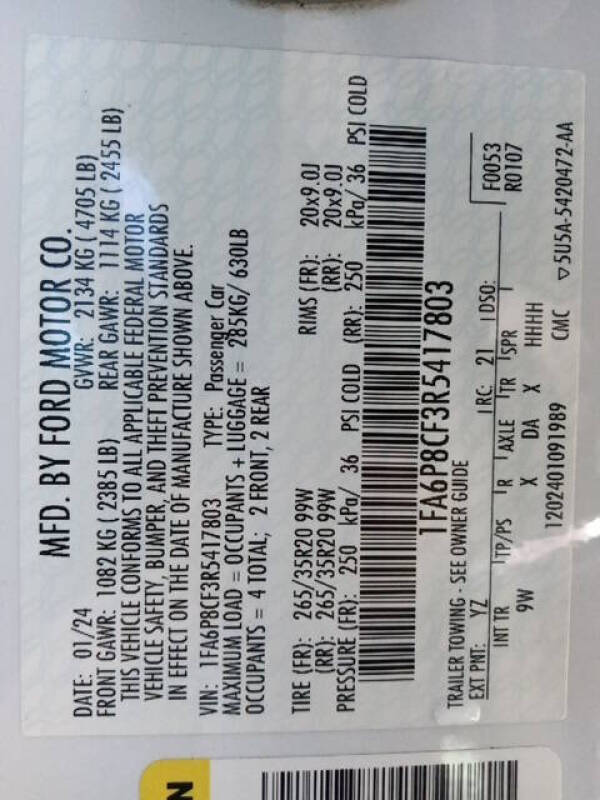 MFD. BY FORD MOTOR CO.
DATE: 01/24 GVWR: 2134 KG ( 4705 LB)
FRONT GAWR: 1082 KG ( 2385 LB) REAR GAWR: 1114 KG ( 2455 LB)
THIS VEHICLE CONFORMS TO ALL APPLICABLE FEDERAL MOTOR
VEHICLE SAFETY, BUMPER, AND THEFT PREVENTION STANDARDS
IN EFFECT ON THE DATE OF MANUFACTURE SHOWN ABOVE.
VIN: 1FA6P8CF3R5417803 TYPE: Passenger Car
MAXIMUM LOAD = OCCUPANTS + LUGGAGE = 285KG/ 630LB
OCCUPANTS = 4 TOTAL; 2 FRONT, 2 REAR
TIRE (FR): 265/35R20 99W RIMS (FR): 20x9.0J
(RR): 265/35R20 99W (RR): 20x9.0J
PRESSURE (FR): 250 kPa/ 36 PSI COLD (RR): 250 kPa/ 36 PSI COLD
1FA6P8CF3R5417803
TRAILER TOWING - SEE OWNER GUIDE
EXT PNT: YZ RC: 21 DSO: F0053
INT TR TP/PS R AXLE TR SPR R0107
9W X DA X HHHH
1202401091989 CMC ▽5U5A-5420472-AA
N